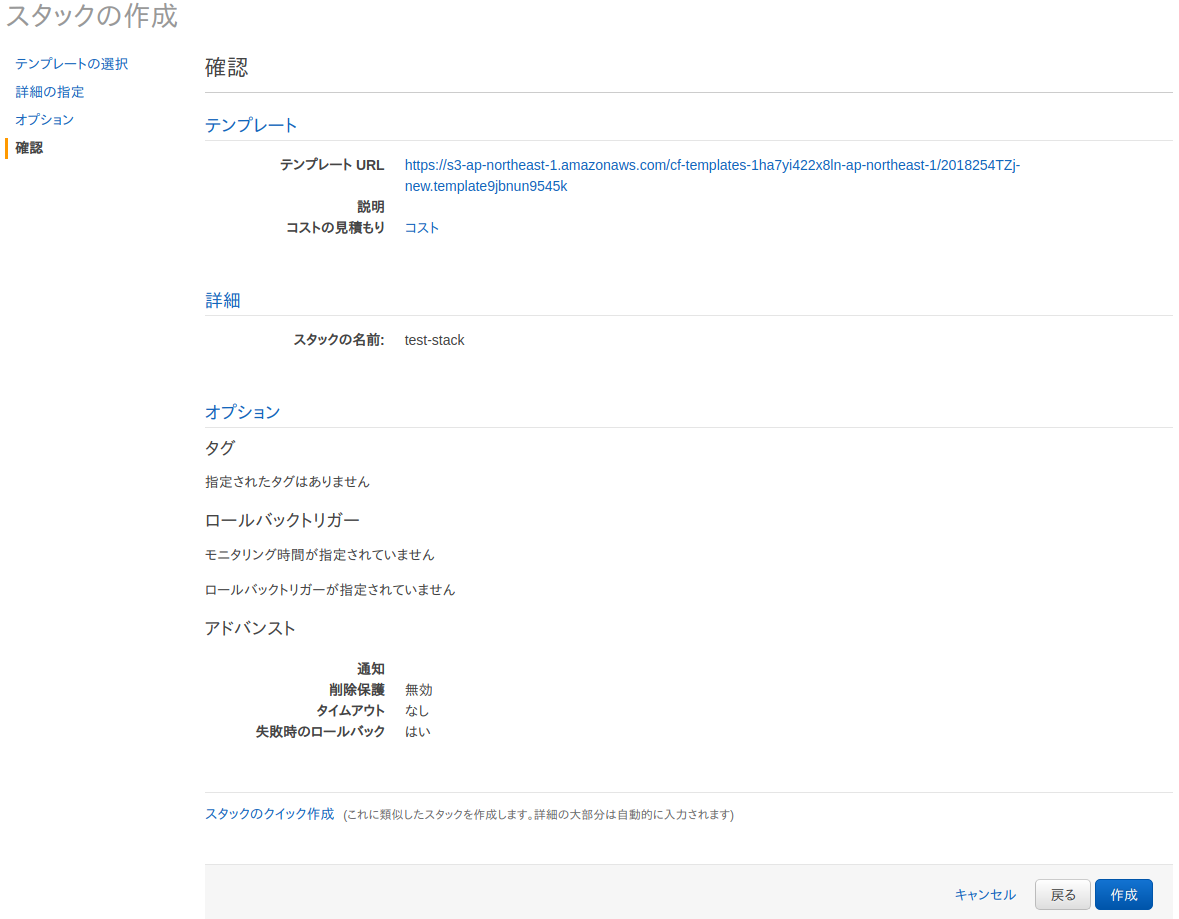 スタックの作成
テンプレートの選択
詳細の指定
オプション
確認
確認
テンプレート
テンプレート URL https://s3-ap-northeast-1.amazonaws.com/cf-templates-1ha7yi422x8ln-ap-northeast-1/2018254TZj-
new.template9jbnun9545k
説明
コストの見積もり コスト
詳細
スタックの名前: test-stack
オプション
タグ
指定されたタグはありません
ロールバックトリガー
モニタリング時間が指定されていません
ロールバックトリガーが指定されていません
アドバンスト
通知
削除保護 無効
タイムアウト なし
失敗時のロールバック はい
スタックのクイック作成 (これに類似したスタックを作成します。詳細の大部分は自動的に入力されます)
キャンセル 戻る 作成